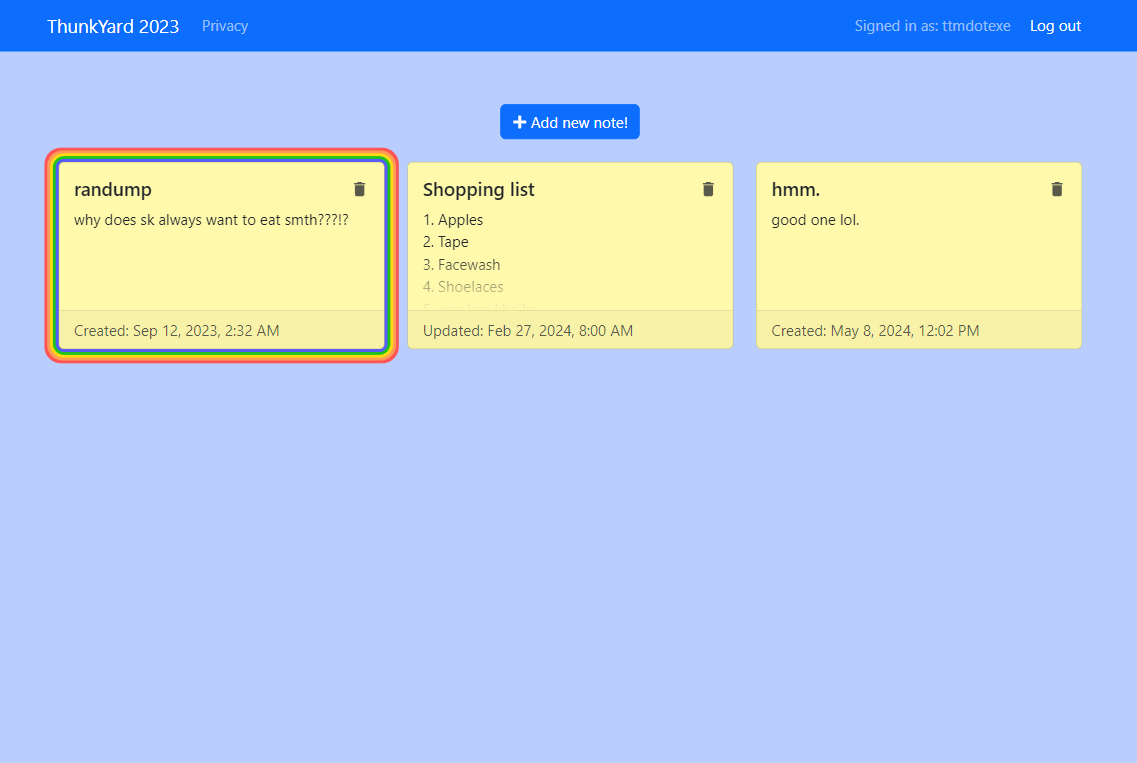 ThunkYard 2023 Privacy Signed in as: ttmdotexe Log out
Add new note!
randump
why does sk always want to eat smth???!?
Created: Sep 12, 2023, 2:32 AM
Shopping list
1. Apples
2. Tape
3. Facewash
4. Shoelaces
Updated: Feb 27, 2024, 8:00 AM
hmm.
good one lol.
Created: May 8, 2024, 12:02 PM